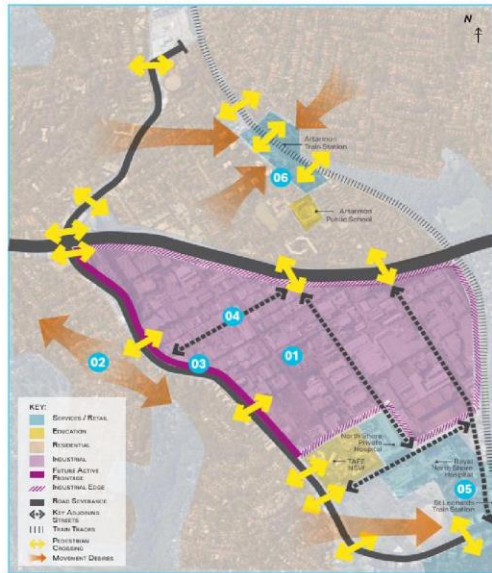 N
Artarmon
Train Station
06
Artarmon
Public School
04
01
03
02
KEY:
Services / Retail
Education
Residential
Industrial
Future Active
Frontage
Industrial Edge
Road Severance
Key Adjoining
Streets
Train Tracks
Pedestrian
Crossing
Movement Desires
North Shore
Private
Hospital
TAFE
NSW
Royal
North Shore
Hospital
05
St Leonards
Train Station